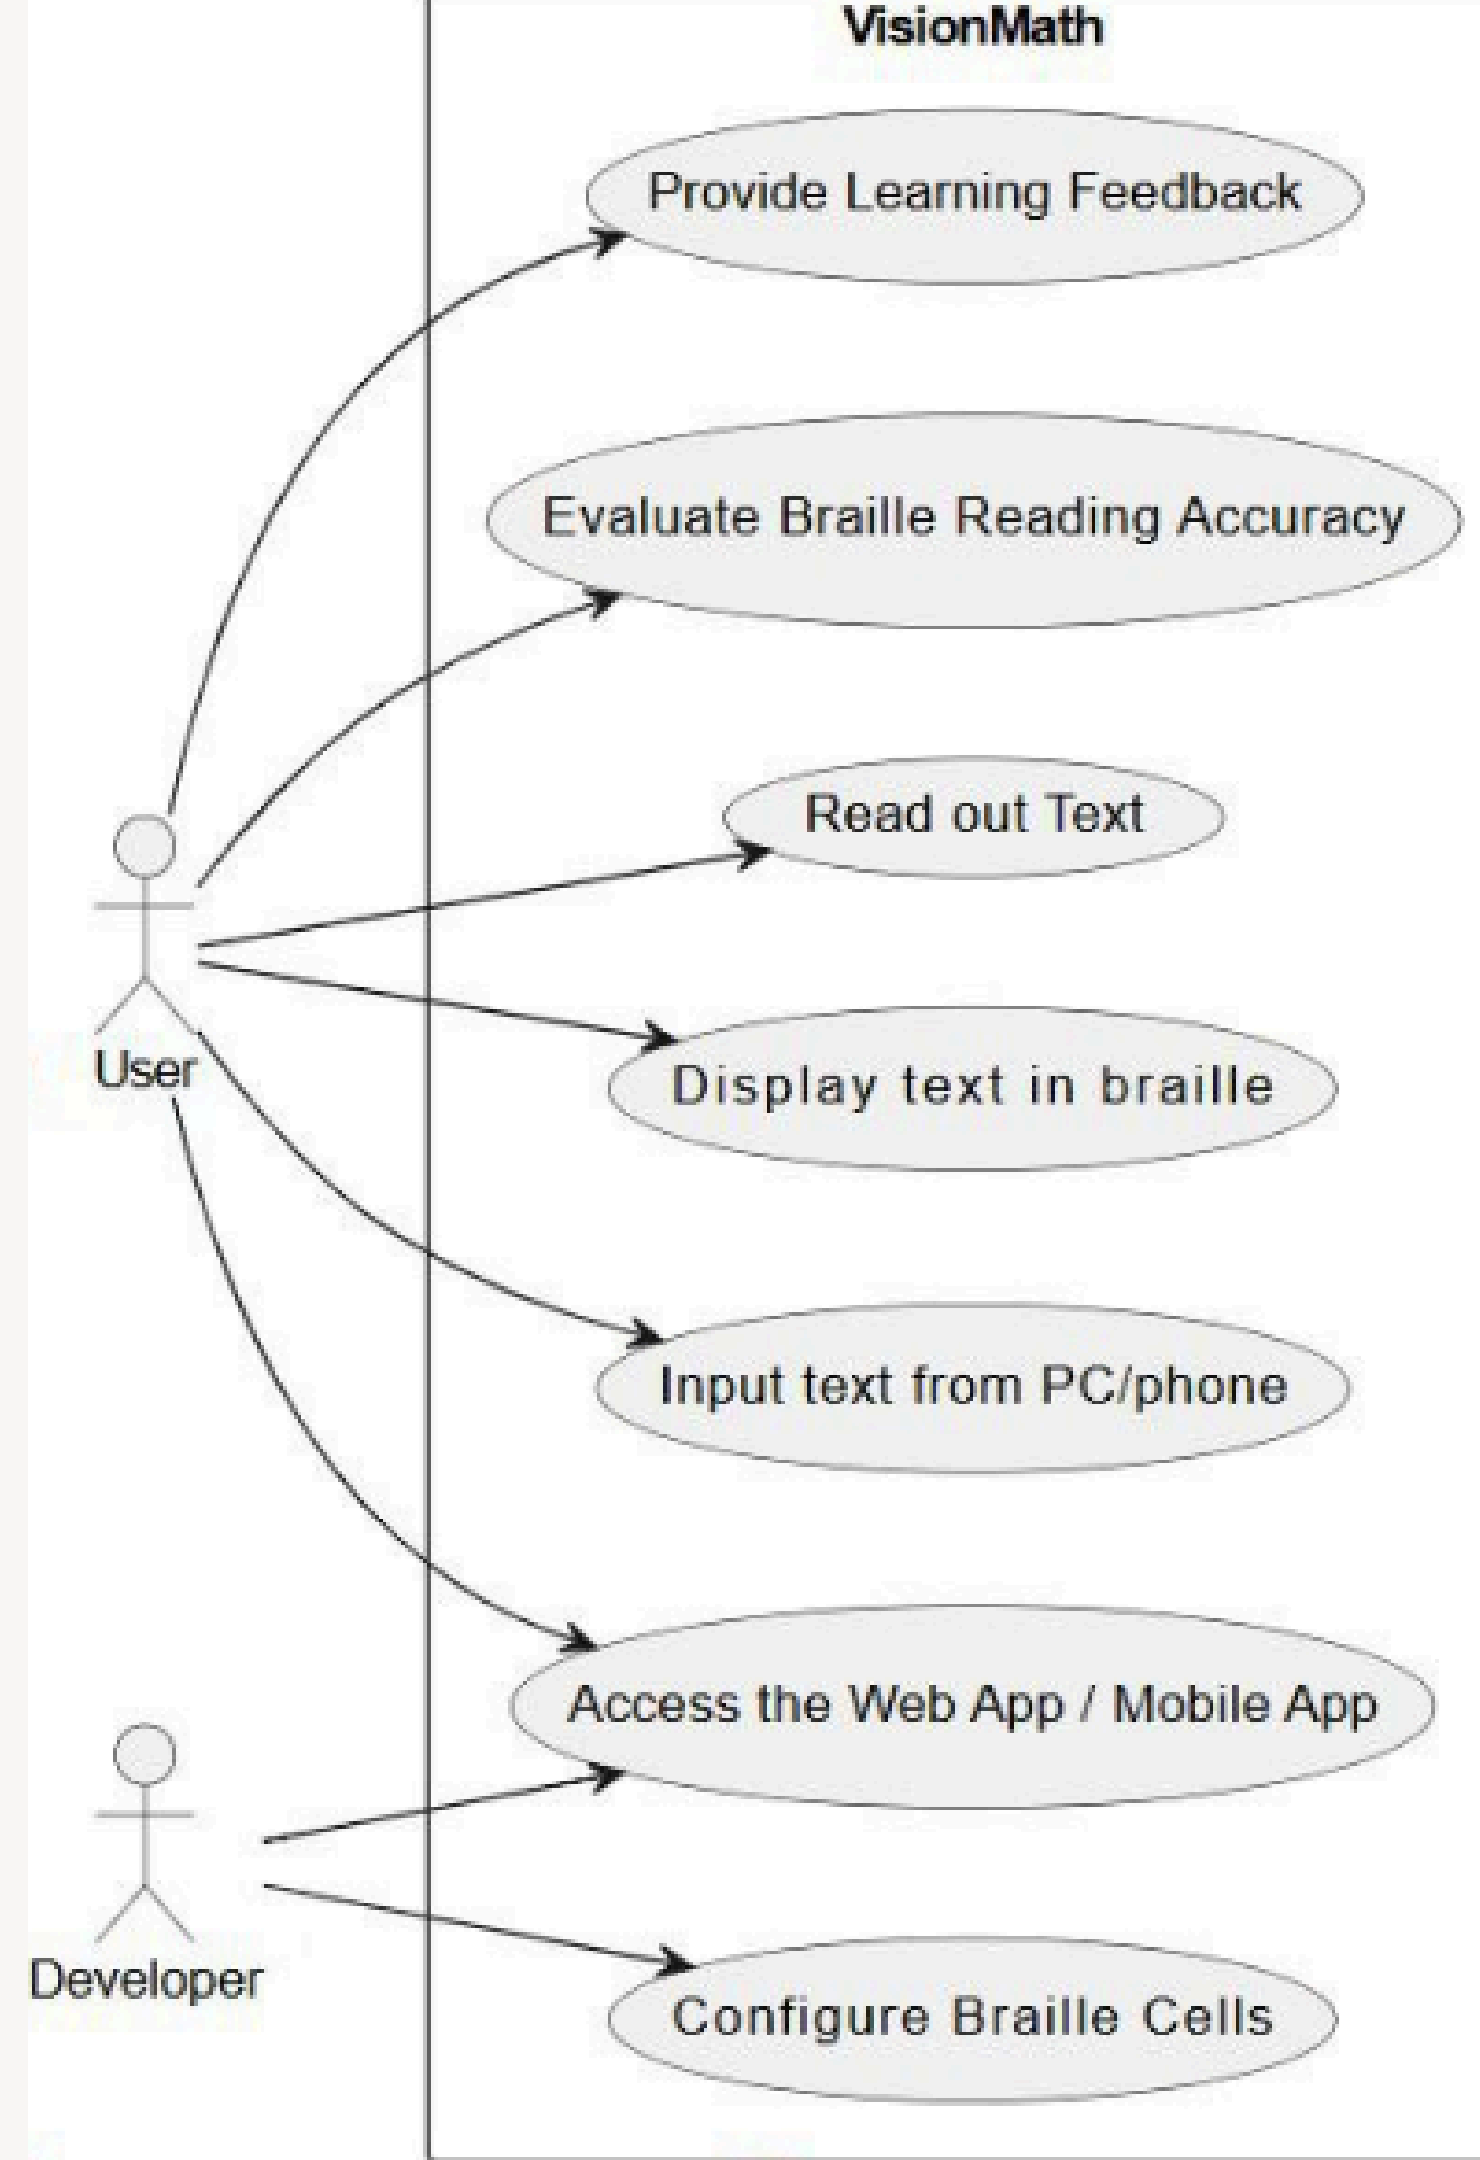 VisionMath
Provide Learning Feedback
Evaluate Braille Reading Accuracy
Read out Text
Display text in braille
User
Input text from PC/phone
Access the Web App / Mobile App
Developer
Configure Braille Cells